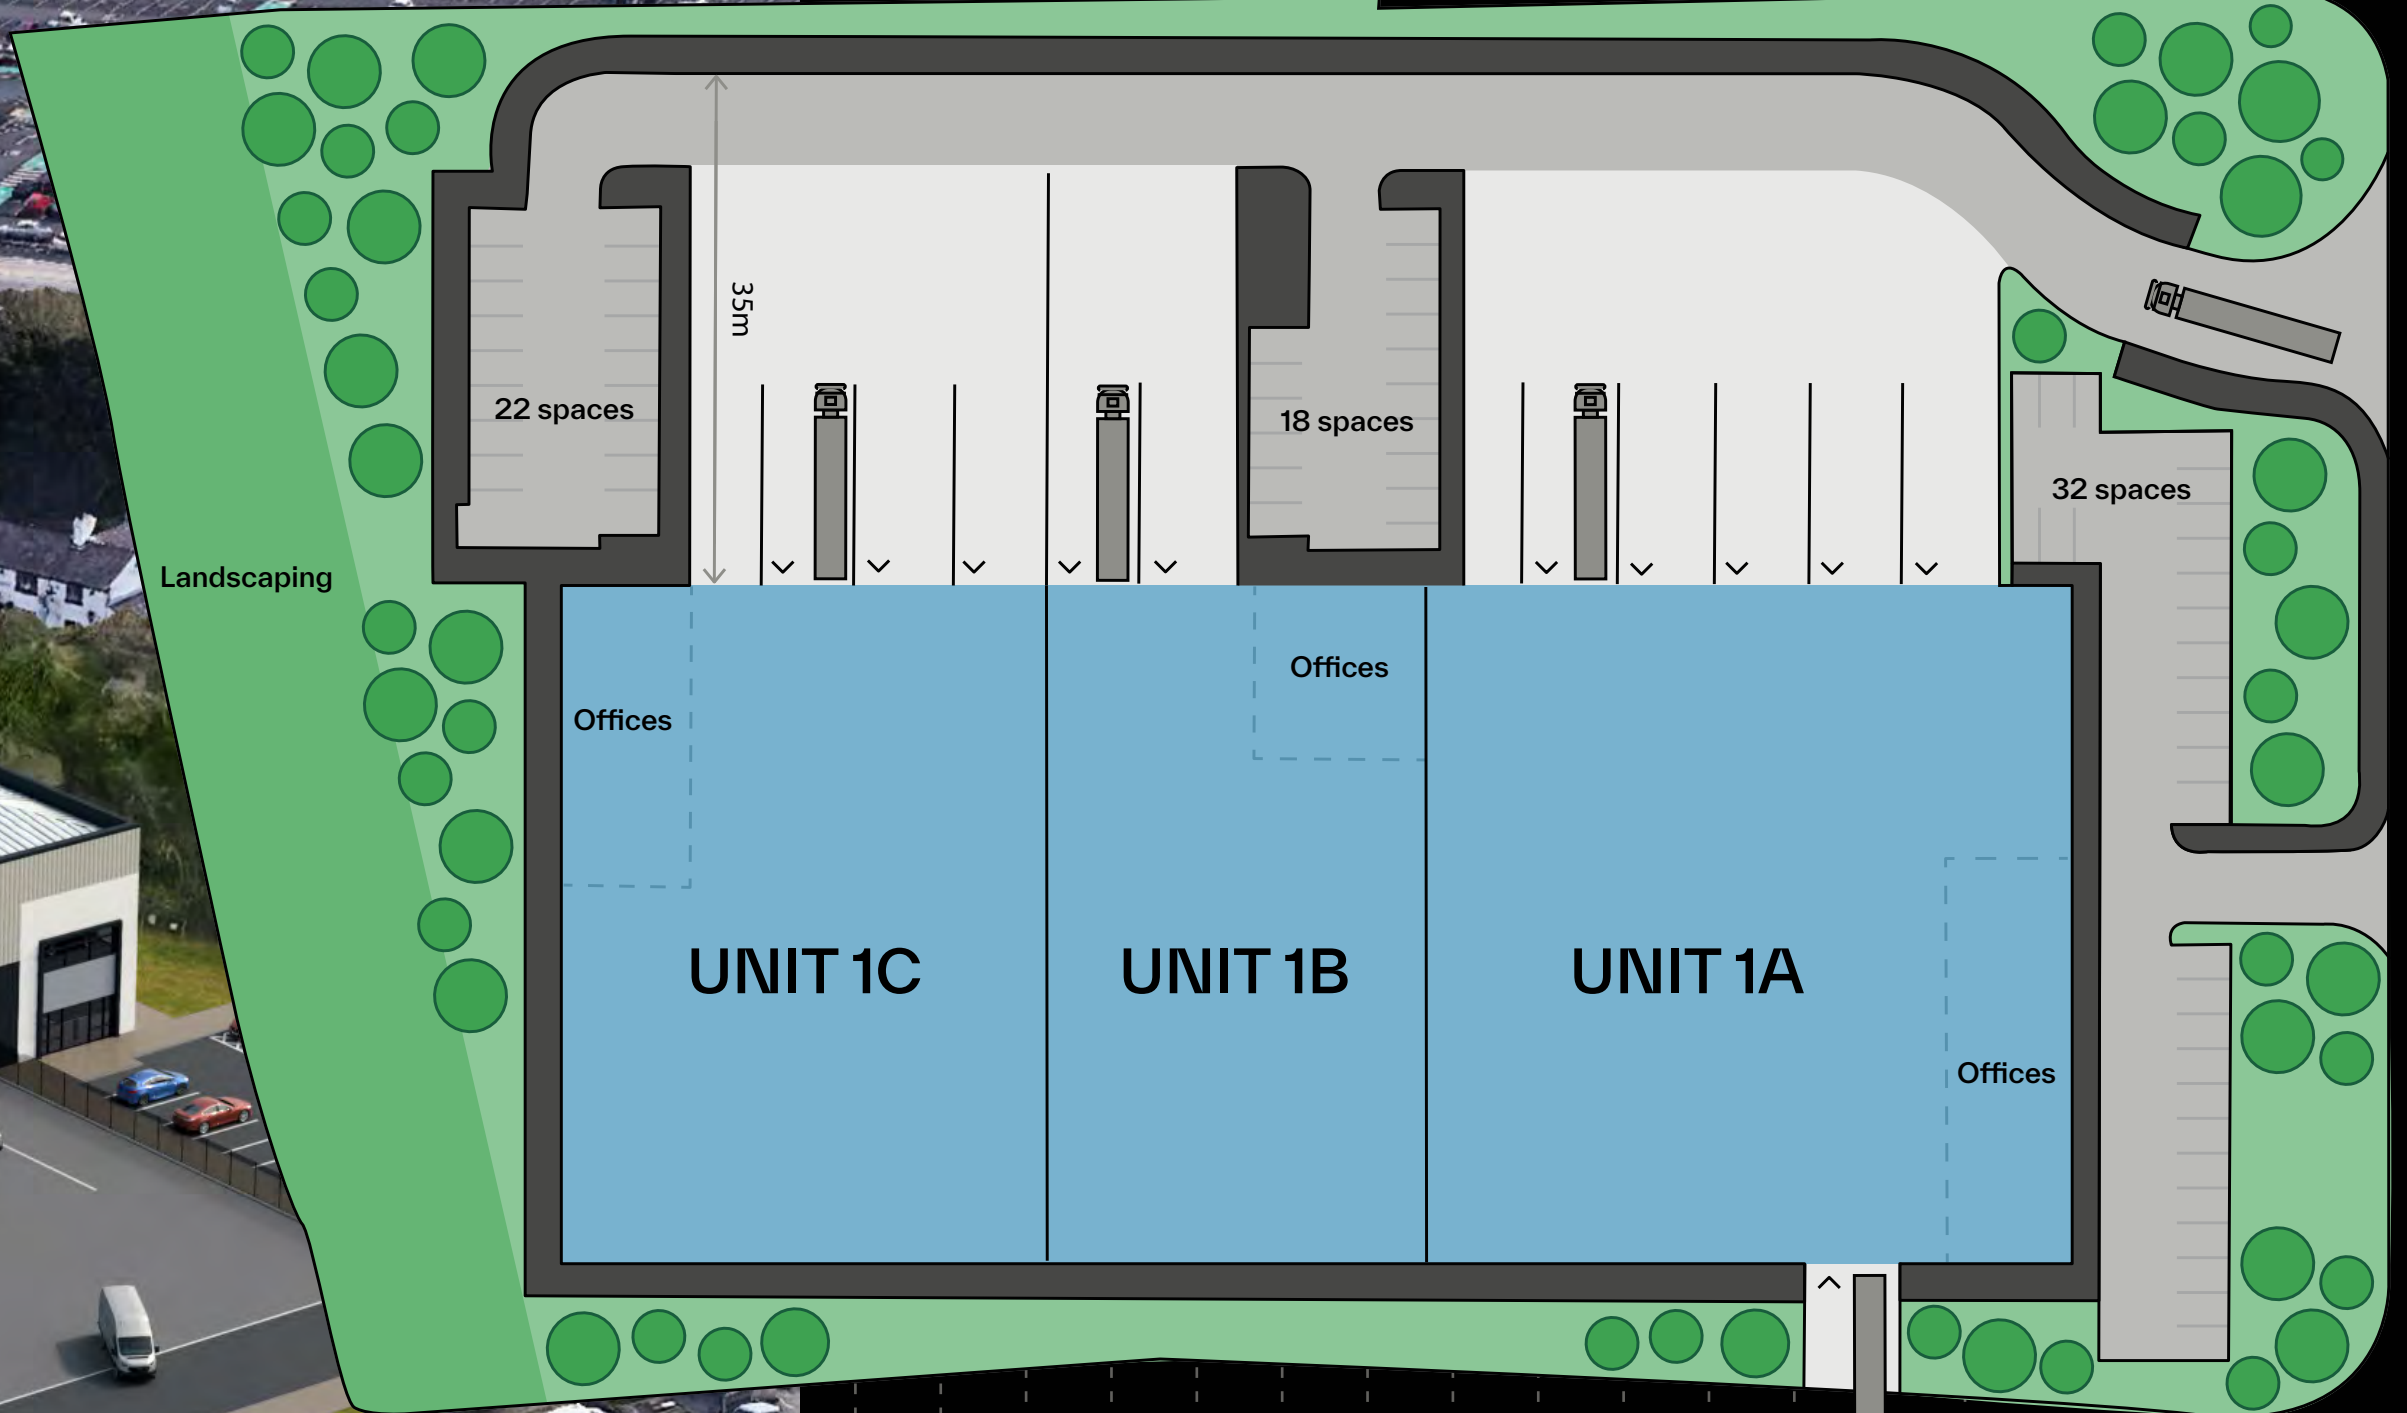 35m
22 spaces
18 spaces
32 spaces
Landscaping
Offices
Offices
UNIT 1C
UNIT 1B
UNIT 1A
Offices